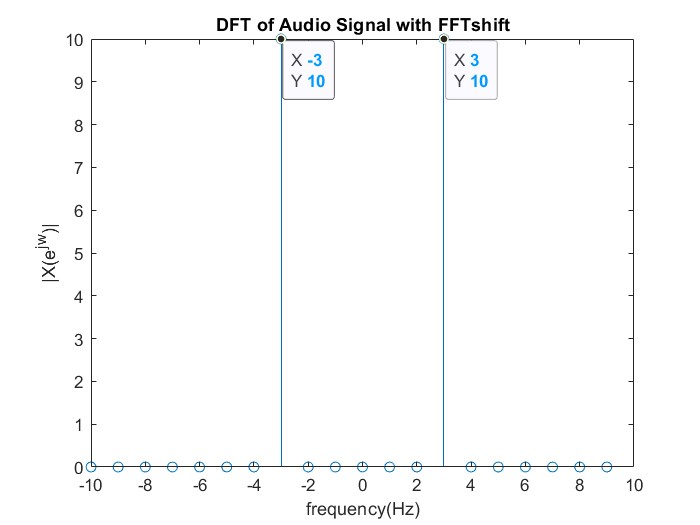 DFT of Audio Signal with FFTshift
10
9
8
7
6
5
4
3
2
1
0
|X(e^jw)|
X -3
Y 10
X 3
Y 10
-10 -8 -6 -4 -2 0 2 4 6 8 10
frequency(Hz)